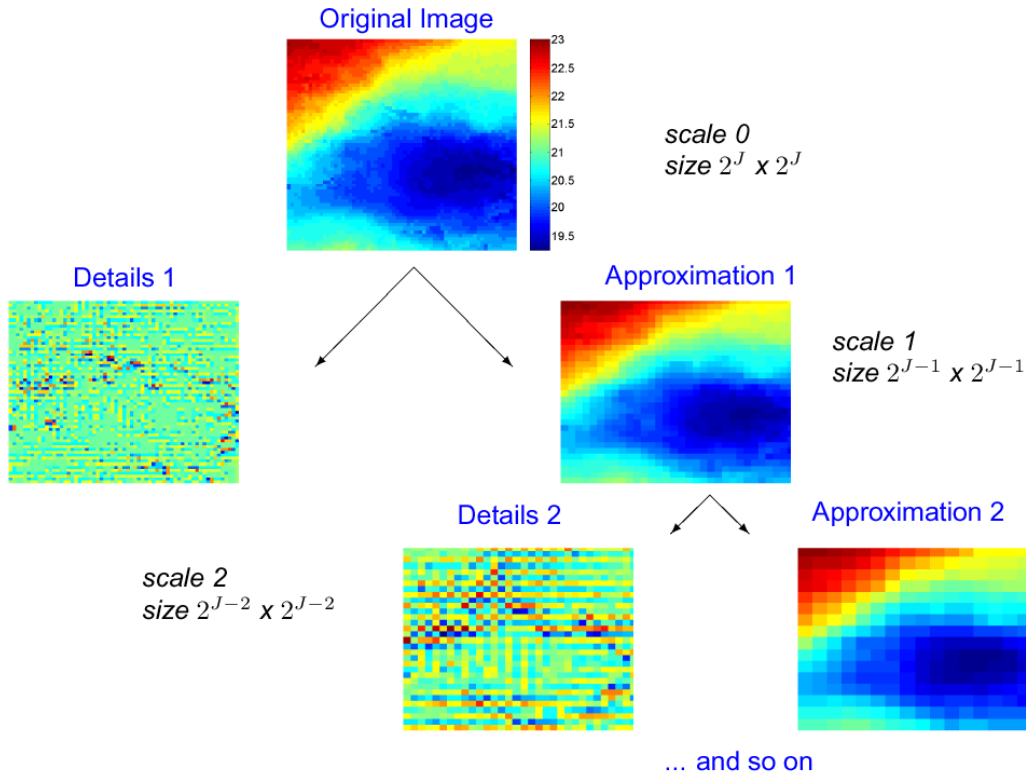 Original Image
23
22.5
22
21.5
21
20.5
20
19.5
scale 0
size $2^J$ x $2^J$
Details 1
Approximation 1
scale 1
size $2^{J-1}$ x $2^{J-1}$
Details 2
Approximation 2
scale 2
size $2^{J-2}$ x $2^{J-2}$
... and so on